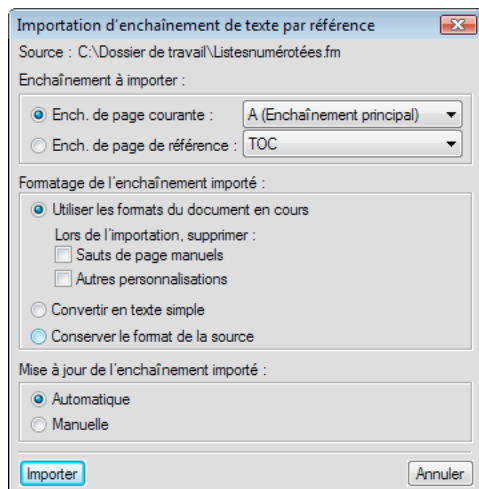 Importation d'enchaînement de texte par référence
Source : C:\Dossier de travail\Listesnumérotées.fm
Enchaînement à importer :
Ench. de page courante : A (Enchaînement principal)
Ench. de page de référence : TOC
Formatage de l'enchaînement importé :
Utiliser les formats du document en cours
Lors de l'importation, supprimer :
Sauts de page manuels
Autres personnalisations
Convertir en texte simple
Conserver le format de la source
Mise à jour de l'enchaînement importé :
Automatique
Manuelle
Importer Annuler